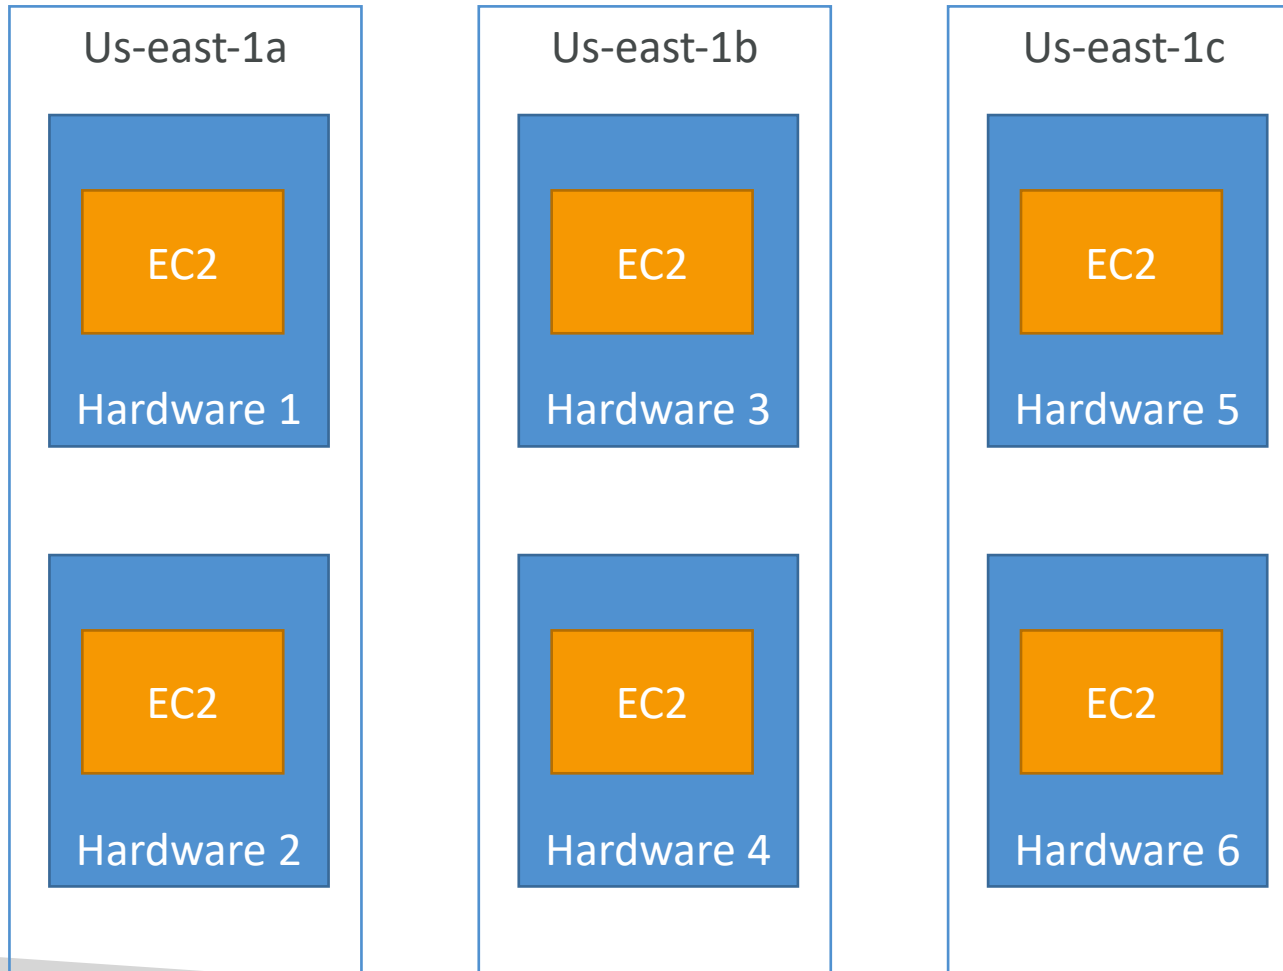 Us-east-1a
EC2
Hardware 1
EC2
Hardware 2
Us-east-1b
EC2
Hardware 3
EC2
Hardware 4
Us-east-1c
EC2
Hardware 5
EC2
Hardware 6